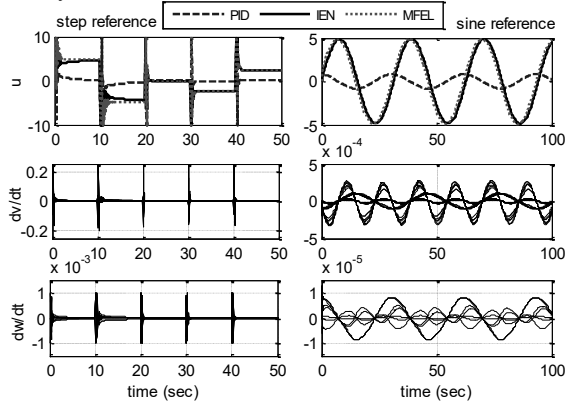 PID IEN MFEL
step reference sine reference
10 5
u 0 0
-10 -5
0 10 20 30 40 50 0 50 100
x 10^-4
0.2 5
dv/dt 0 0
-0.2 -5
0 10 20 30 40 50 0 50 100
x 10^-3 x 10^-5
1 1
dw/dt 0 0
-1 -1
0 10 20 30 40 50 0 50 100
time (sec) time (sec)